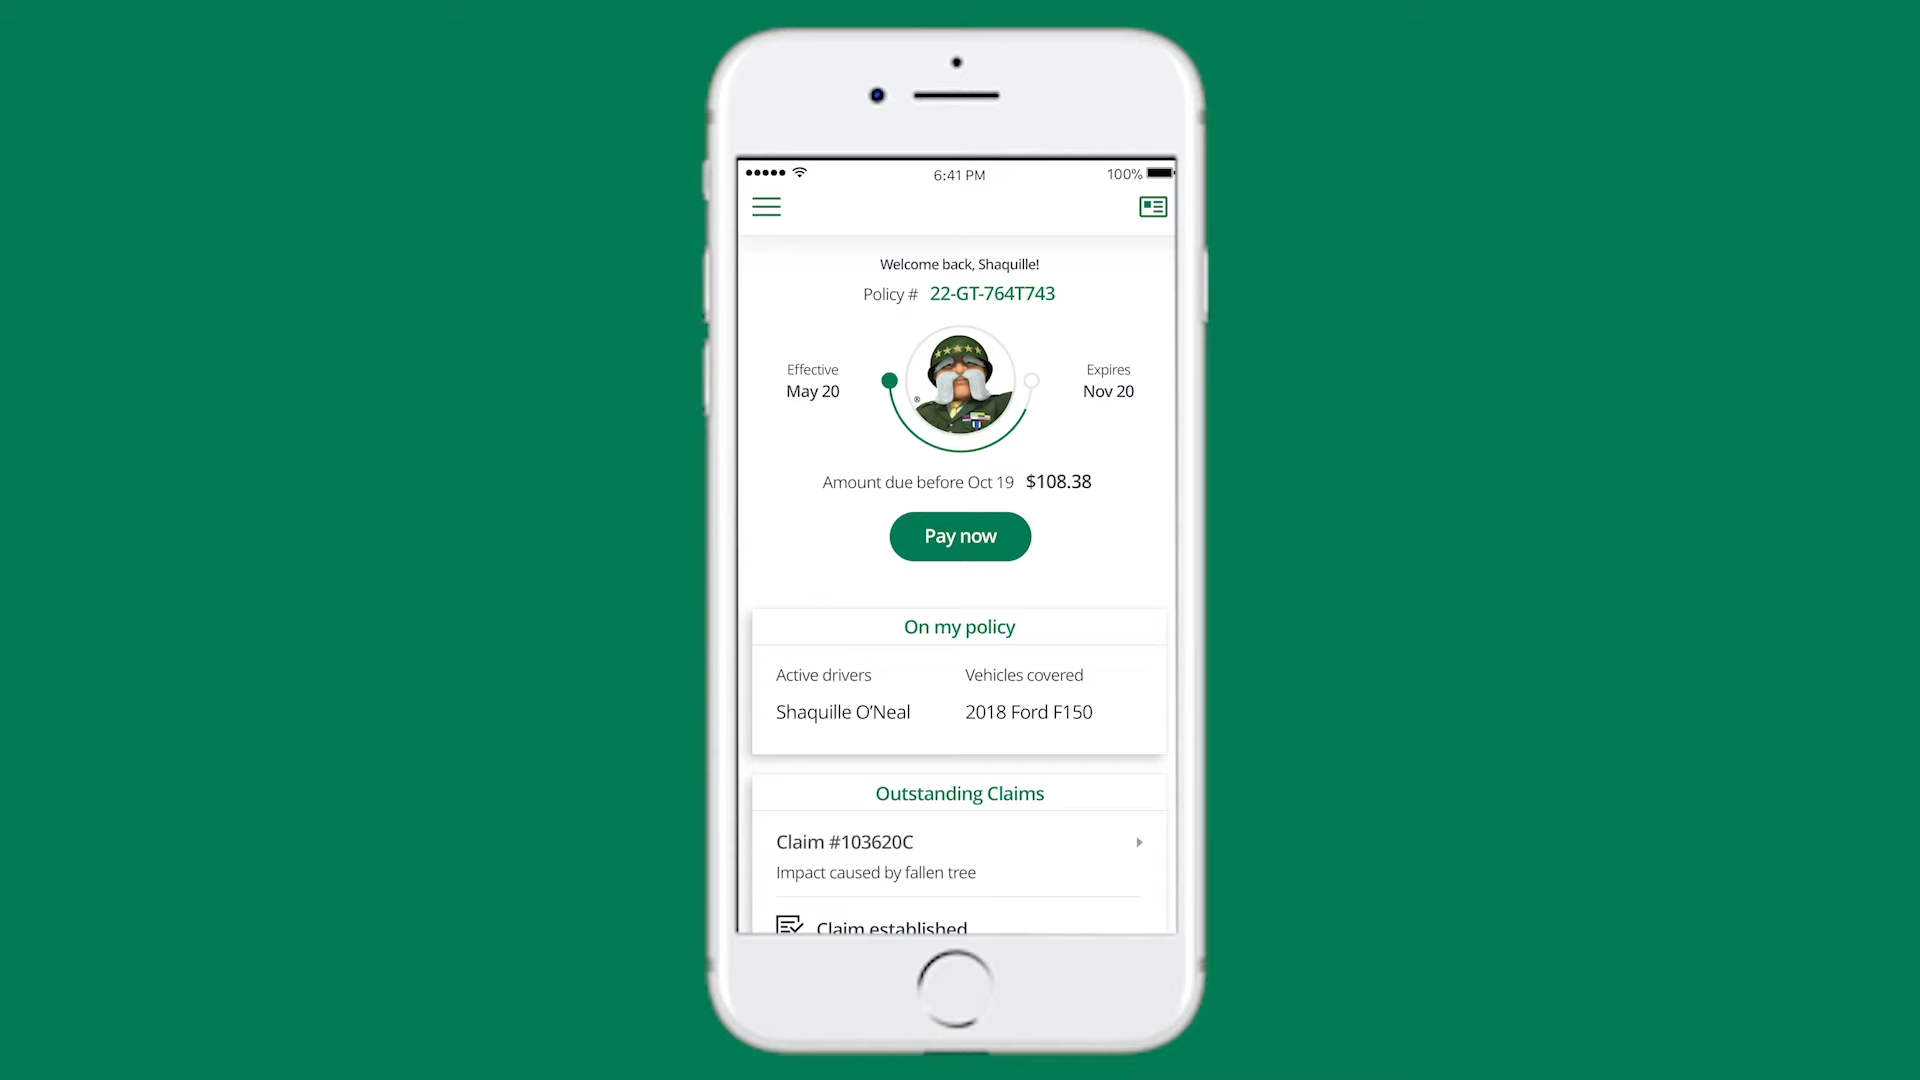 6:41 PM
100%
Welcome back, Shaquille!
Policy # 22-GT-764T743
Effective
May 20
Expires
Nov 20
®
Amount due before Oct 19 $108.38
Pay now
On my policy
Active drivers
Vehicles covered
Shaquille O’Neal
2018 Ford F150
Outstanding Claims
Claim #103620C
Impact caused by fallen tree
Claim established